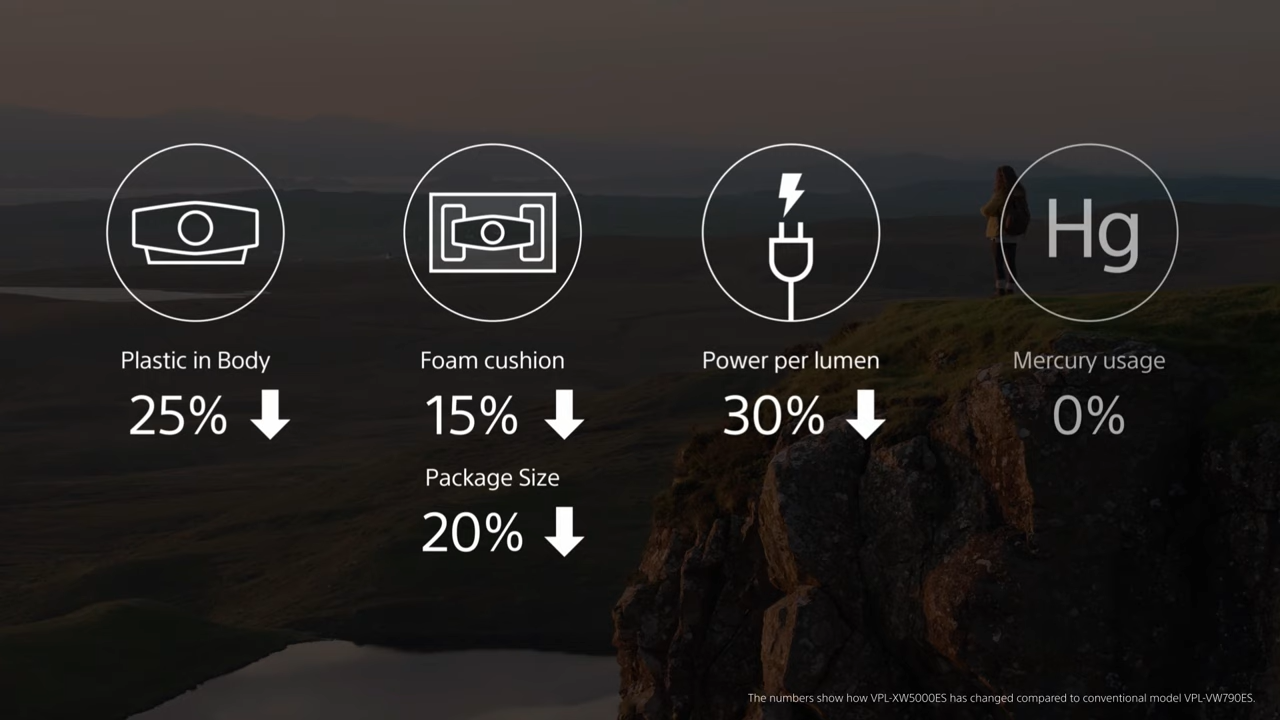 Hg
Plastic in Body
25%
Foam cushion
15%
Package Size
20%
Power per lumen
30%
Mercury usage
0%
The numbers show how VPL-XW5000ES has changed compared to conventional model VPL-VW790ES.